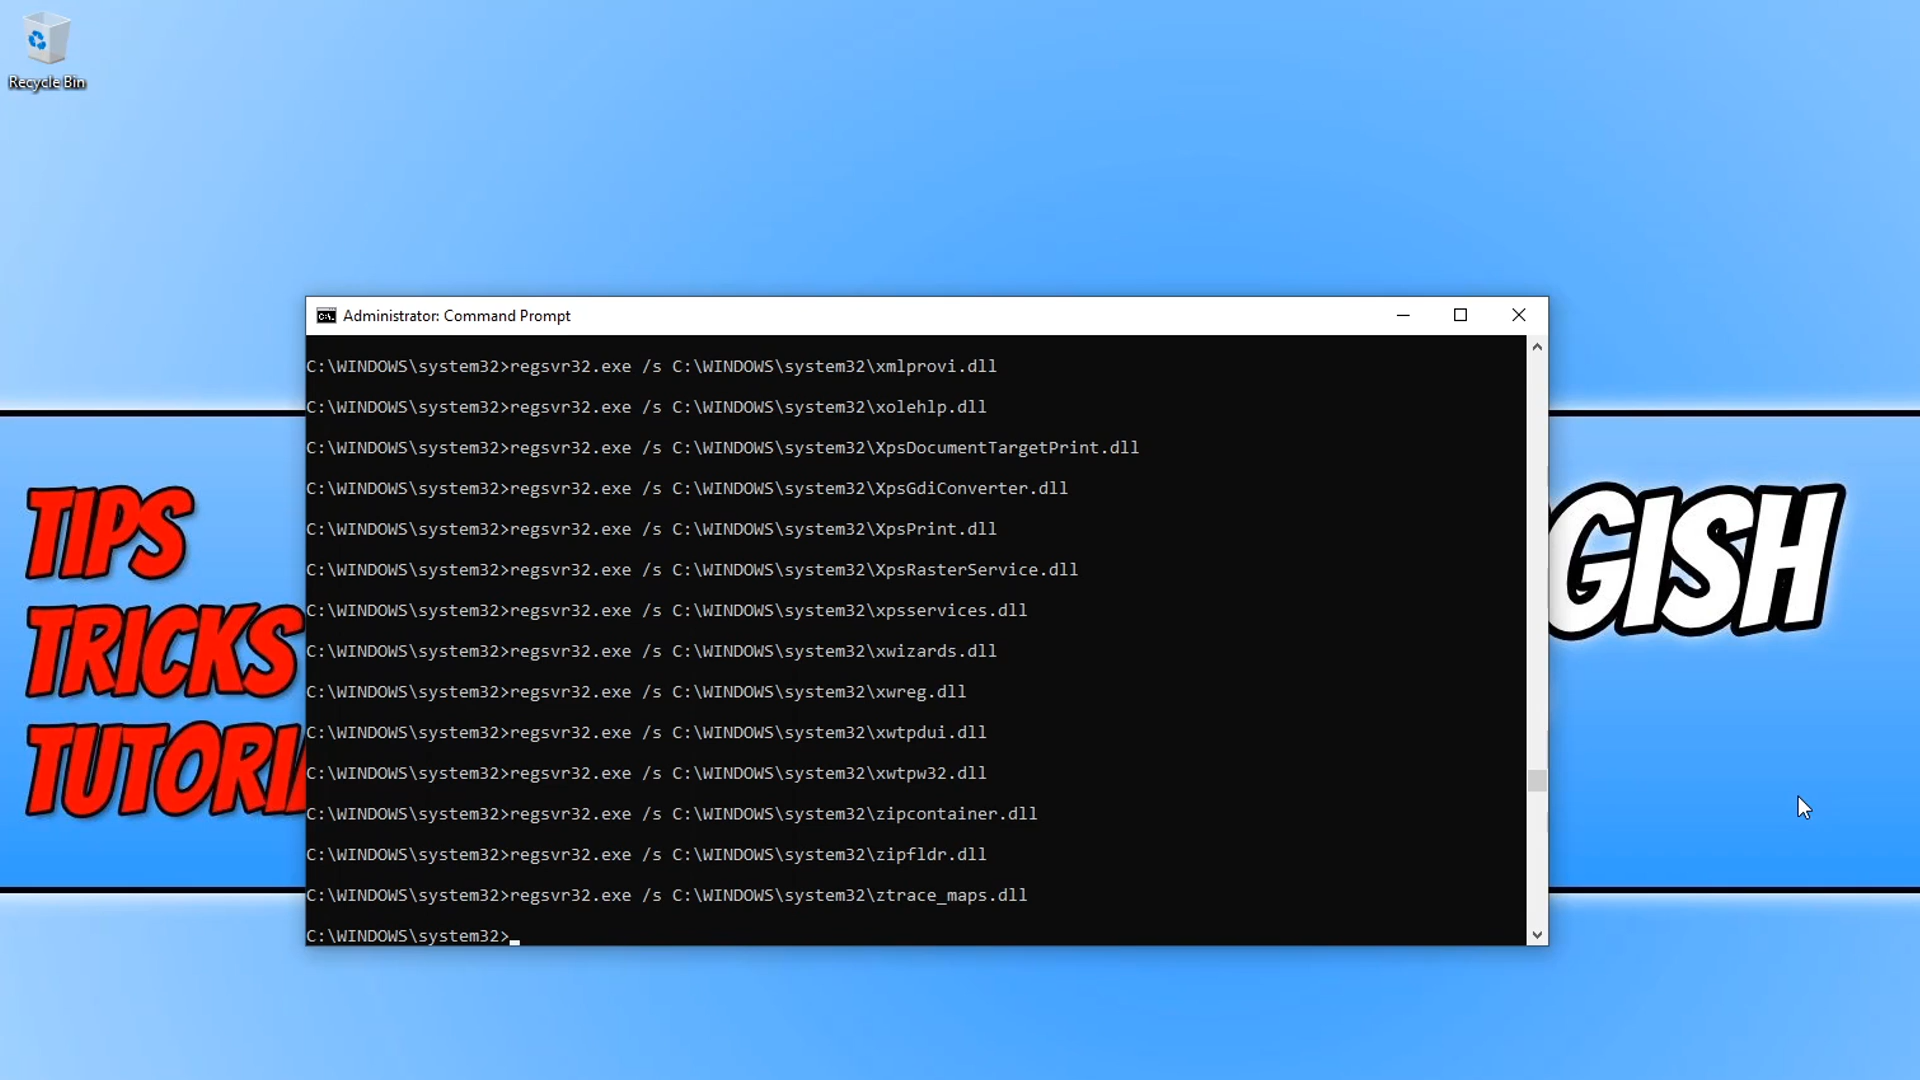 Recycle Bin
Administrator: Command Prompt
C:\WINDOWS\system32>regsvr32.exe /s C:\WINDOWS\system32\xmlprovi.dll
C:\WINDOWS\system32>regsvr32.exe /s C:\WINDOWS\system32\xolehlp.dll
C:\WINDOWS\system32>regsvr32.exe /s C:\WINDOWS\system32\XpsDocumentTargetPrint.dll
C:\WINDOWS\system32>regsvr32.exe /s C:\WINDOWS\system32\XpsGdiConverter.dll
C:\WINDOWS\system32>regsvr32.exe /s C:\WINDOWS\system32\XpsPrint.dll
C:\WINDOWS\system32>regsvr32.exe /s C:\WINDOWS\system32\XpsRasterService.dll
C:\WINDOWS\system32>regsvr32.exe /s C:\WINDOWS\system32\xpsservices.dll
C:\WINDOWS\system32>regsvr32.exe /s C:\WINDOWS\system32\xwizards.dll
C:\WINDOWS\system32>regsvr32.exe /s C:\WINDOWS\system32\xwreg.dll
C:\WINDOWS\system32>regsvr32.exe /s C:\WINDOWS\system32\xwtpdui.dll
C:\WINDOWS\system32>regsvr32.exe /s C:\WINDOWS\system32\xwtpw32.dll
C:\WINDOWS\system32>regsvr32.exe /s C:\WINDOWS\system32\zipcontainer.dll
C:\WINDOWS\system32>regsvr32.exe /s C:\WINDOWS\system32\zipfldr.dll
C:\WINDOWS\system32>regsvr32.exe /s C:\WINDOWS\system32\ztrace_maps.dll
C:\WINDOWS\system32>
TIPS
TRICKS
TUTORIA
GISH